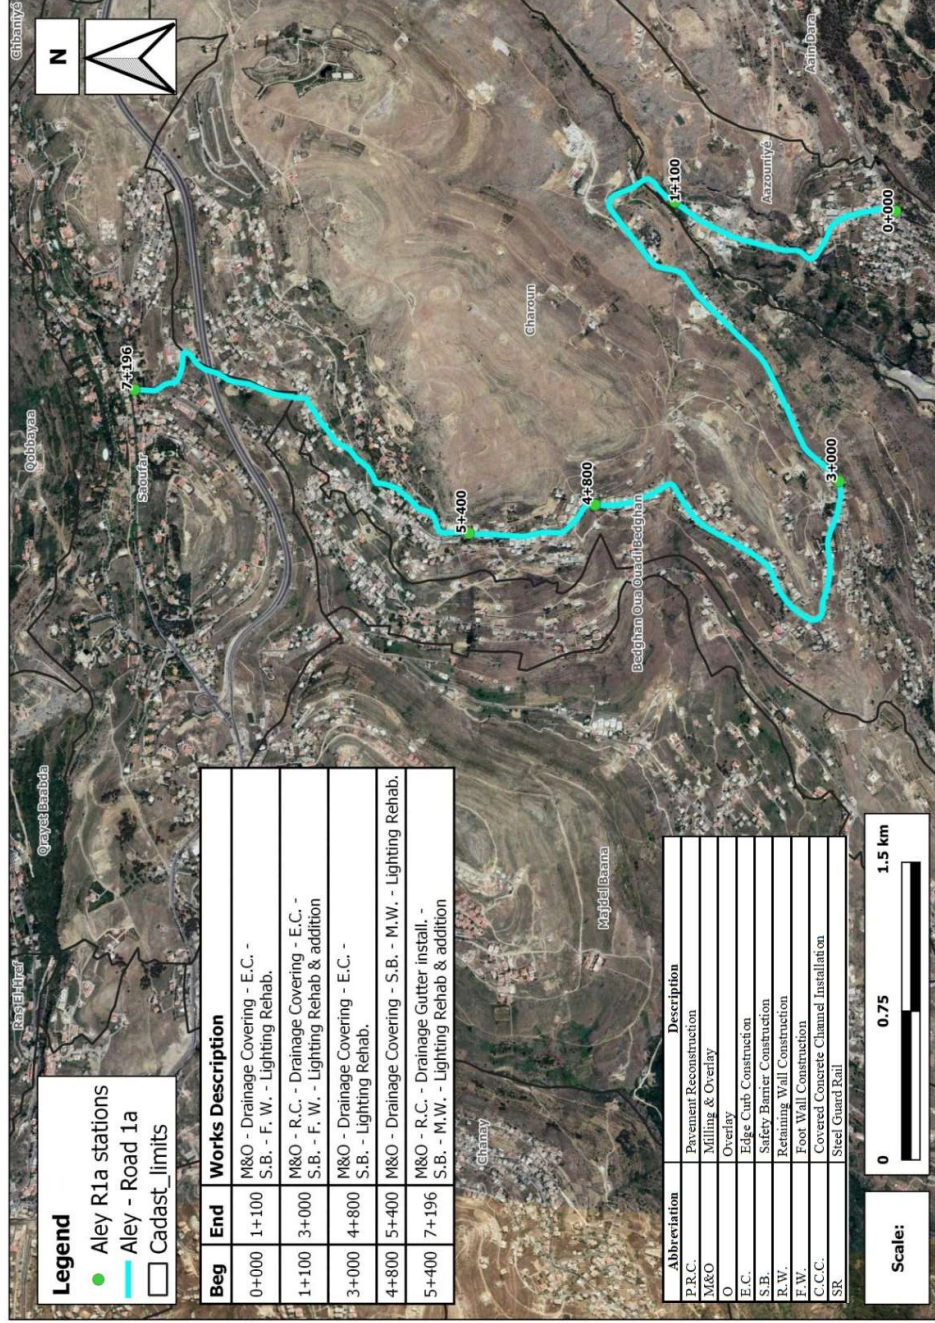 Chbaniyé
N
Qobbayaa
Aain Dara
7+196
Saoufar
Aazouniyé
1+100
0+000
Charoun
Ras El-Href
Qrayet Baabda
5+400
4+800
3+000
Bedghan Oua Ouadi Bedghan
Majdel Baana
Chanay
Legend
Aley R1a stations
Aley - Road 1a
Cadast_limits
Beg End Works Description
0+000 1+100 M&O - Drainage Covering - E.C. -
S.B. - F. W. - Lighting Rehab.
1+100 3+000 M&O - R.C. - Drainage Covering - E.C. -
S.B. - F. W. - Lighting Rehab & addition
3+000 4+800 M&O - Drainage Covering - E.C. -
S.B. - Lighting Rehab.
4+800 5+400 M&O - Drainage Covering - S.B. - M.W. - Lighting Rehab.
5+400 7+196 M&O - R.C. - Drainage Gutter install. -
S.B. - M.W. - Lighting Rehab & addition
Abbreviation Description
P.R.C. Pavement Reconstruction
M&O Milling & Overlay
O Overlay
E.C. Edge Curb Construction
S.B. Safety Barrier Construction
R.W. Retaining Wall Construction
F.W. Foot Wall Construction
C.C.C. Covered Concrete Channel Installation
SR Steel Guard Rail
Scale:
0 0.75 1.5 km